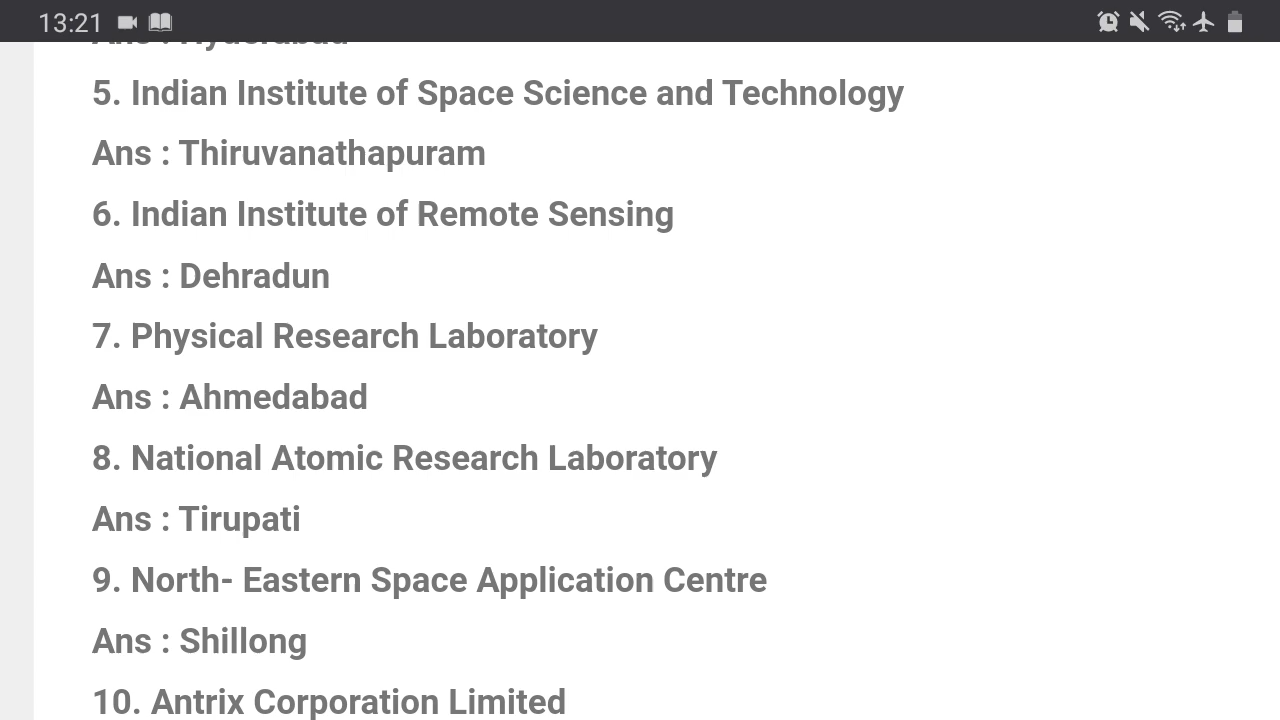 13:21
5. Indian Institute of Space Science and Technology
Ans : Thiruvanathapuram
6. Indian Institute of Remote Sensing
Ans : Dehradun
7. Physical Research Laboratory
Ans : Ahmedabad
8. National Atomic Research Laboratory
Ans : Tirupati
9. North- Eastern Space Application Centre
Ans : Shillong
10. Antrix Corporation Limited